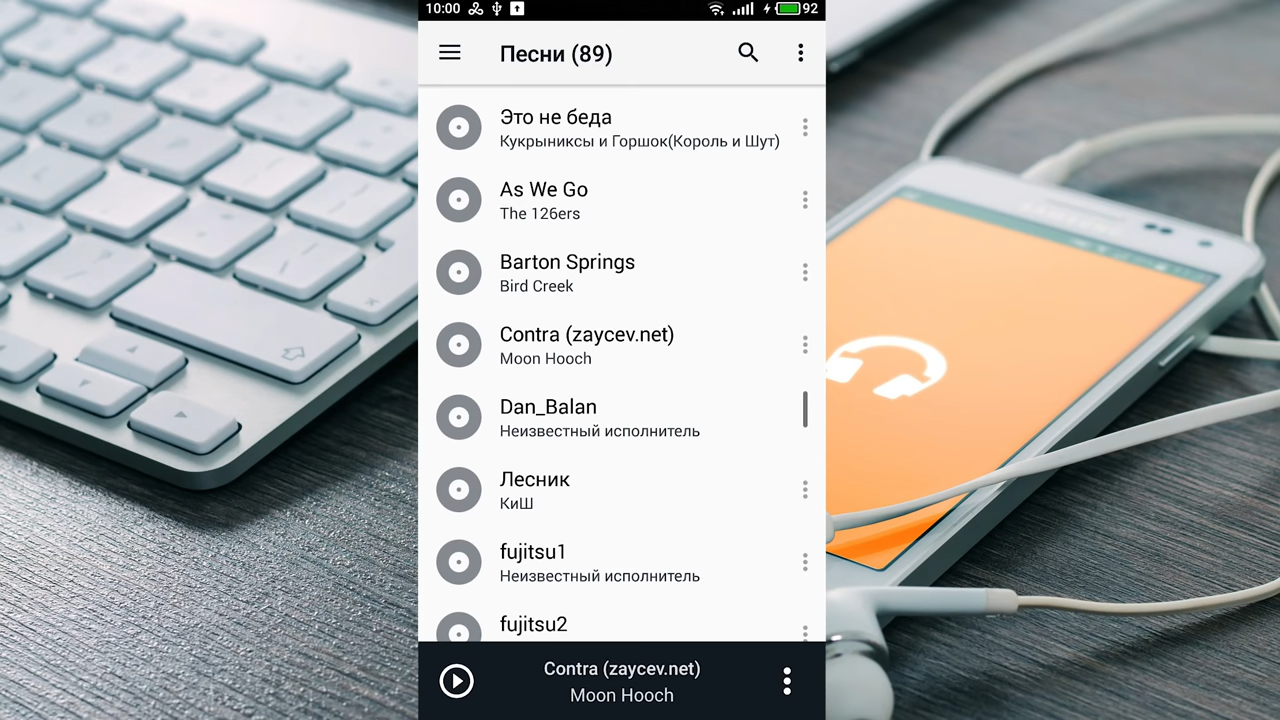 10:00
92
Песни (89)
Это не беда
Кукрыниксы и Горшок(Король и Шут)
As We Go
The 126ers
Barton Springs
Bird Creek
Contra (zaycev.net)
Moon Hooch
Dan_Balan
Неизвестный исполнитель
Лесник
КиШ
fujitsu1
Неизвестный исполнитель
fujitsu2
Contra (zaycev.net)
Moon Hooch